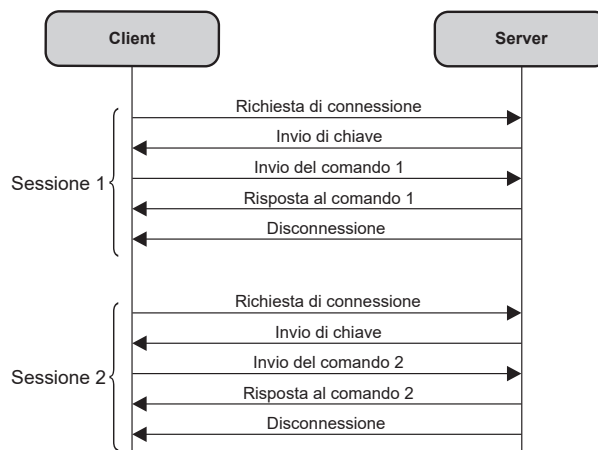 Client
Server
Richiesta di connessione
Invio di chiave
Invio del comando 1
Sessione 1
Risposta al comando 1
Disconnessione
Richiesta di connessione
Invio di chiave
Invio del comando 2
Sessione 2
Risposta al comando 2
Disconnessione